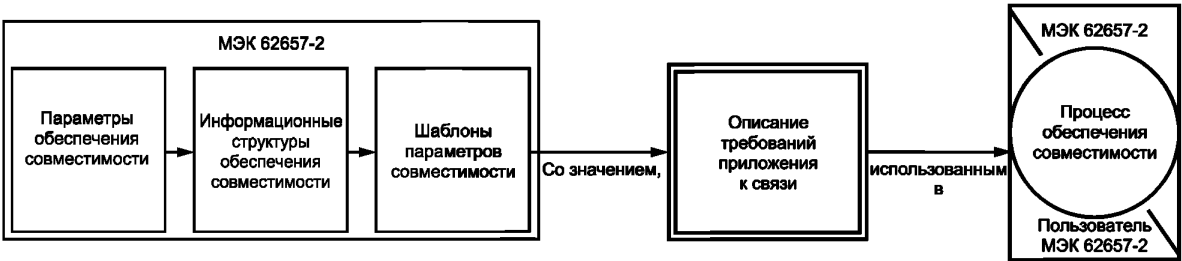 МЭК 62657-2
Параметры
обеспечения
совместимости
Информационные
структуры
обеспечения
совместимости
Шаблоны
параметров
совместимости
Со значением,
Описание
требований
приложения
к связи
использованным
в
МЭК 62657-2
Процесс
обеспечения
совместимости
Пользователь
МЭК 62657-2